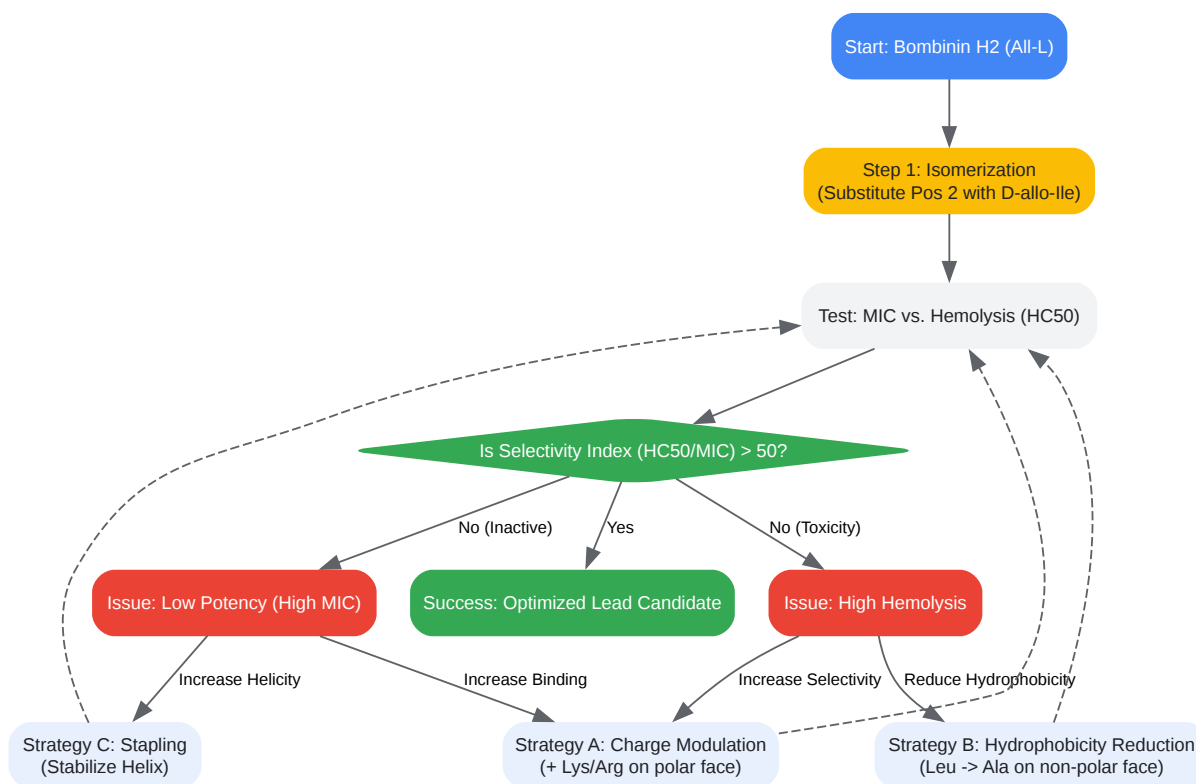 Start: Bombinin H2 (All-L)
Step 1: Isomerization
(Substitute Pos 2 with D-allo-Ile)
Test: MIC vs. Hemolysis (HC50)
Is Selectivity Index (HC50/MIC) > 50?
No (Inactive)
Yes
No (Toxicity)
Issue: Low Potency (High MIC)
Success: Optimized Lead Candidate
Issue: High Hemolysis
Increase Helicity
Increase Binding
Increase Selectivity
Reduce Hydrophobicity
Strategy C: Stapling
(Stabilize Helix)
Strategy A: Charge Modulation
(+ Lys/Arg on polar face)
Strategy B: Hydrophobicity Reduction
(Leu -> Ala on non-polar face)